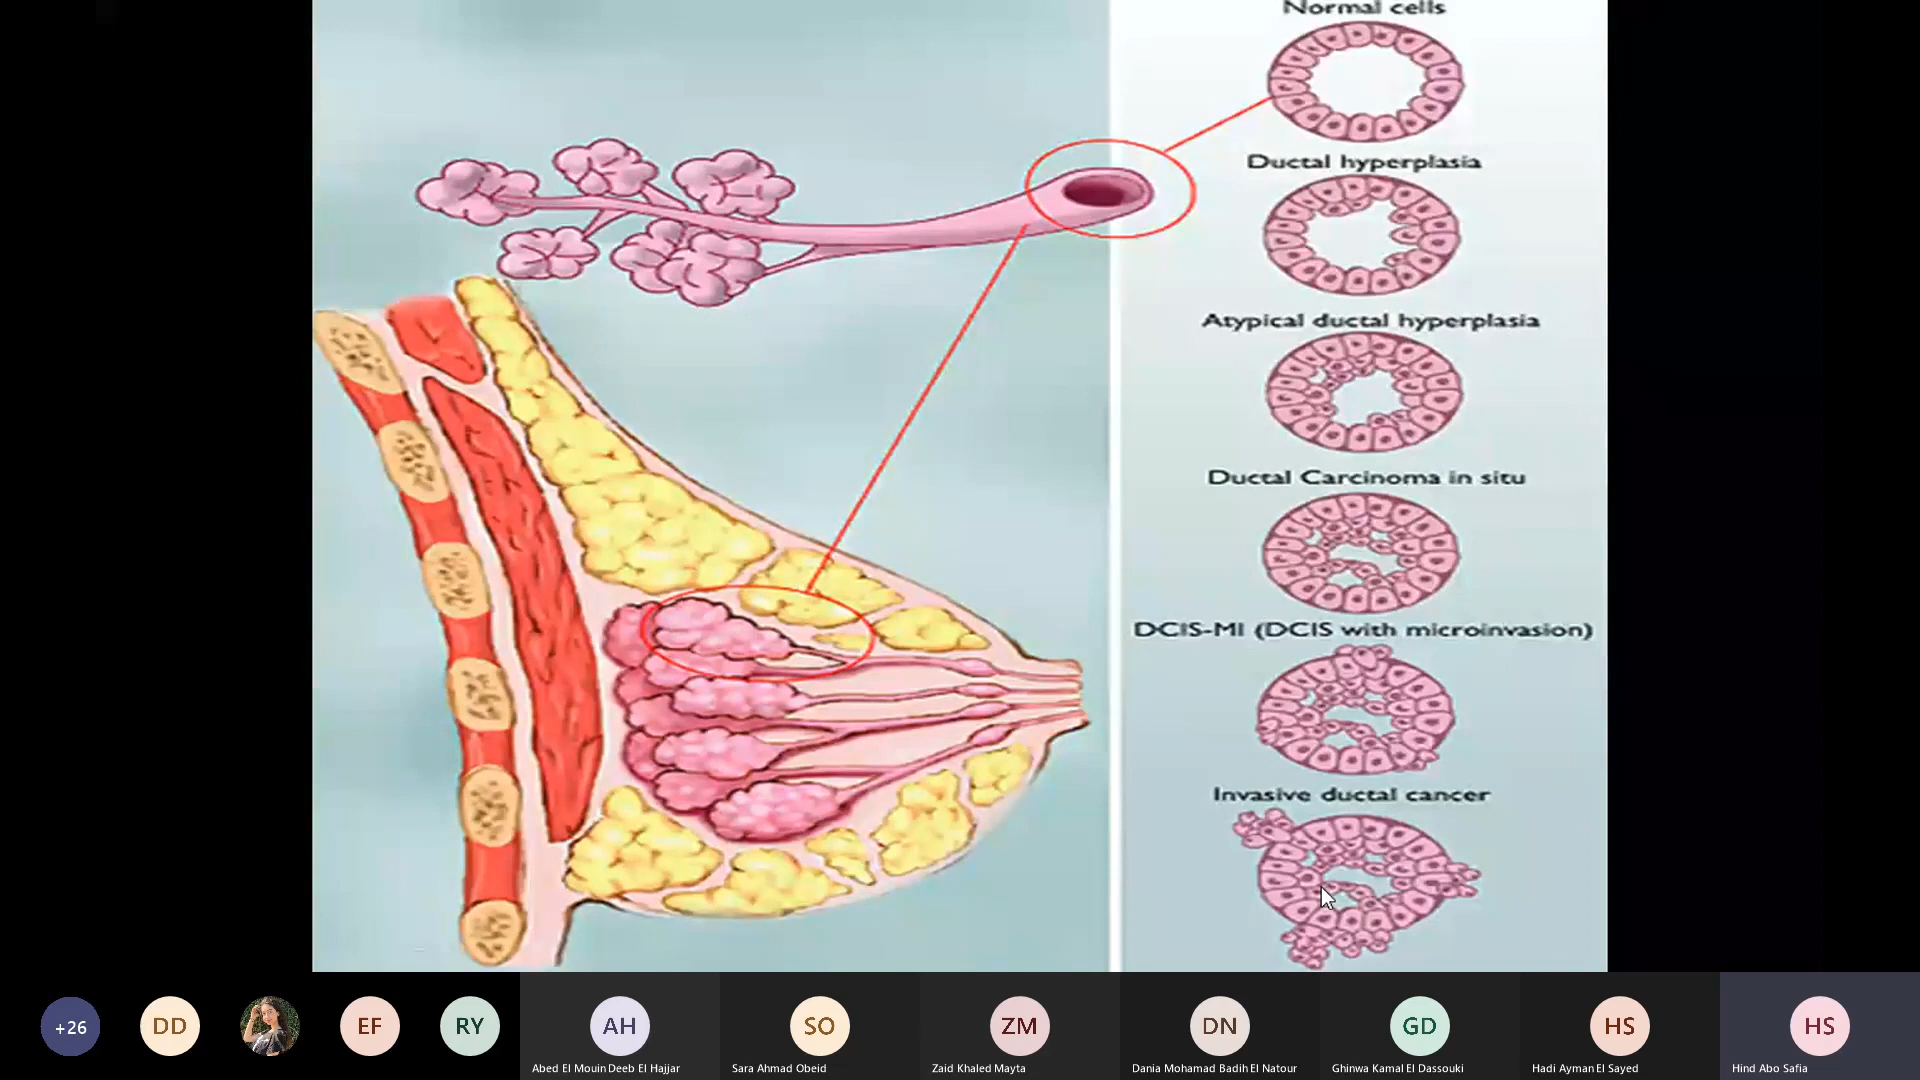 Normal cells
Ductal hyperplasia
Atypical ductal hyperplasia
Ductal Carcinoma in situ
DCIS-MI (DCIS with microinvasion)
Invasive ductal cancer
+26
DD
EF
RY
AH
SO
ZM
DN
GD
HS
HS
Abed El Mouin Deeb El Hajjar
Sara Ahmad Obeid
Zaid Khaled Mayta
Dania Mohamad Badih El Natour
Ghinwa Kamal El Dassouki
Hadi Ayman El Sayed
Hind Abo Safia